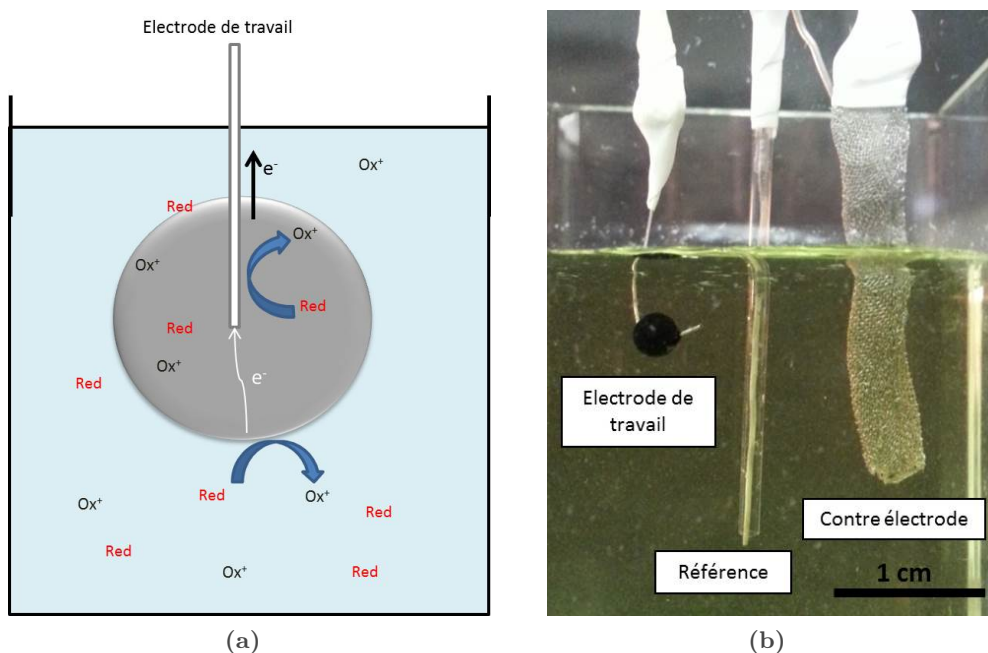 Electrode de travail
e-
Ox+
Red
Ox+
Ox+
Red
Red
Ox+
e-
Red
Red
Ox+
Ox+
Red
Red
Ox+
Red
(a)
Electrode de
travail
Référence
Contre électrode
1 cm
(b)